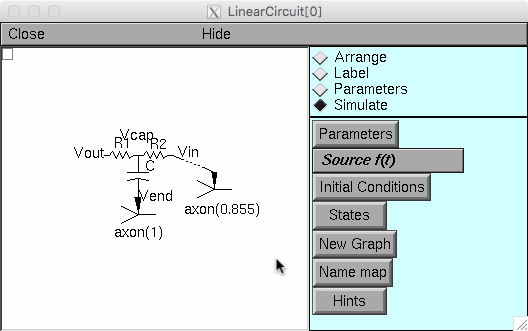 LinearCircuit[0]
Close Hide
Arrange
Label
Parameters
Simulate
Parameters
Source f(t)
Initial Conditions
States
New Graph
Name map
Hints
Vcap
R1 R2
Vout Vin
C
Vend
axon(0.855)
axon(1)